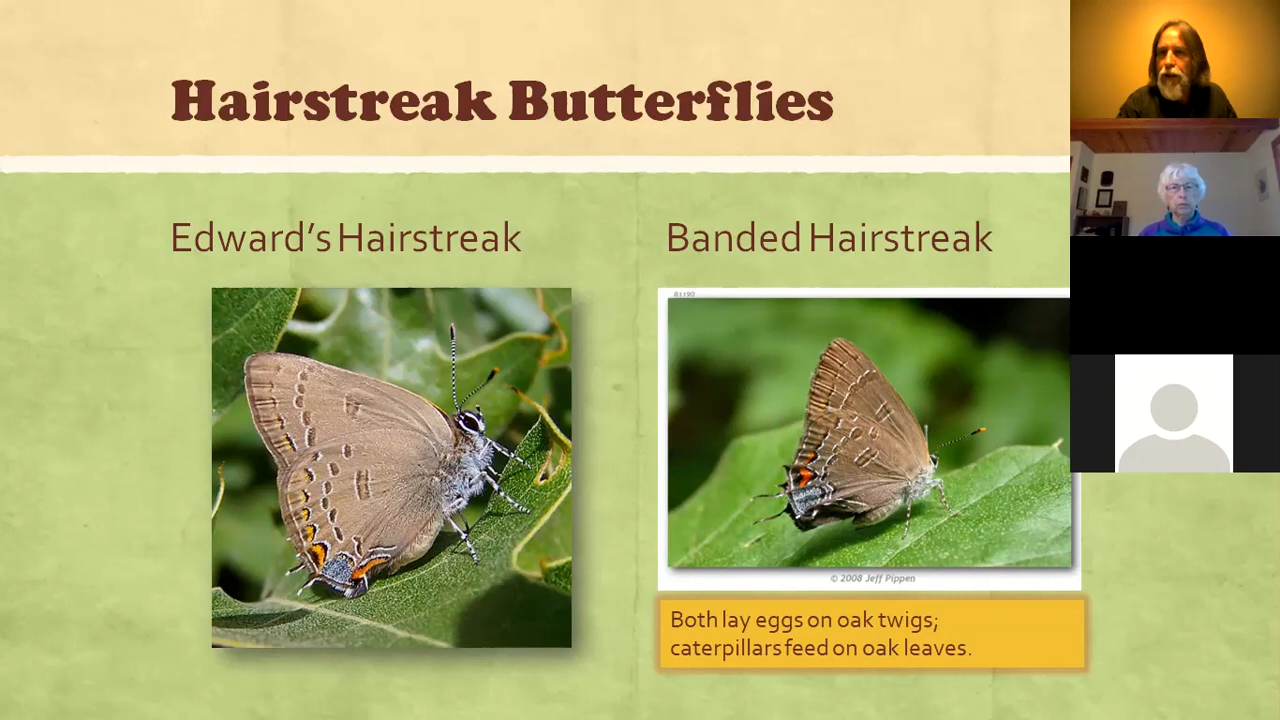 Hairstreak Butterflies
Edward's Hairstreak
Banded Hairstreak
© 2008 Jeff Pippen
Both lay eggs on oak twigs;
caterpillars feed on oak leaves.